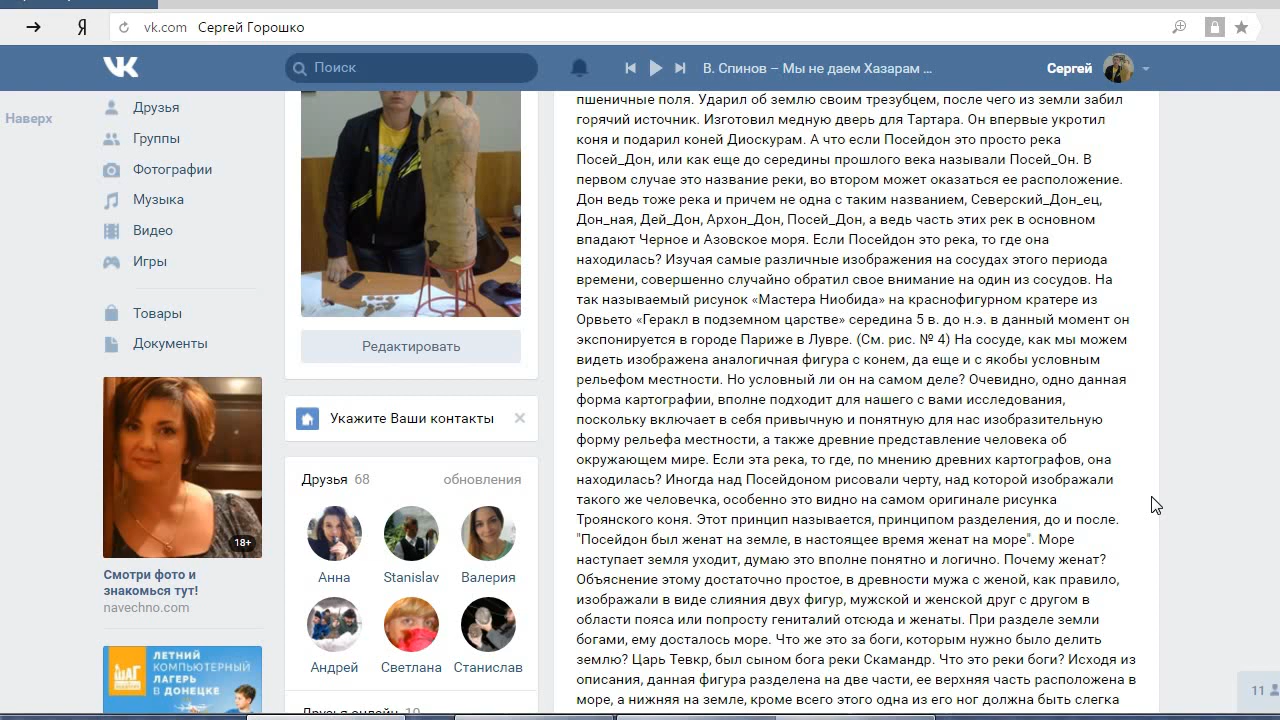 vk.com Сергей Горошко
Поиск
В. Спинов – Мы не даем Хазарам ...
Сергей
Наверх
Друзья
Группы
Фотографии
Музыка
Видео
Игры
Товары
Документы
18+
Смотри фото и
знакомься тут!
navechno.com
ШАГ
ЛЕТНИЙ
КОМПЬЮТЕРНЫЙ
ЛАГЕРЬ
В ДОНЕЦКЕ
Редактировать
Укажите Ваши контакты
Друзья 68 обновления
Анна Stanislav Валерия
Андрей Светлана Станислав
Друзья онлайн 10
пшеничные поля. Ударил об землю своим трезубцем, после чего из земли забил
горячий источник. Изготовил медную дверь для Тартара. Он впервые укротил
коня и подарил коней Диоскурам. А что если Посейдон это просто река
Посей_Дон, или как еще до середины прошлого века называли Посей_Он. В
первом случае это название реки, во втором может оказаться ее расположение.
Дон ведь тоже река и причем не одна с таким названием, Северский_Дон_ец,
Дон_ная, Дей_Дон, Архон_Дон, Посей_Дон, а ведь часть этих рек в основном
впадают Черное и Азовское моря. Если Посейдон это река, то где она
находилась? Изучая самые различные изображения на сосудах этого периода
времени, совершенно случайно обратил свое внимание на один из сосудов. На
так называемый рисунок «Мастера Ниобида» на краснофигурном кратере из
Орвьето «Геракл в подземном царстве» середина 5 в. до н.э. в данный момент он
экспонируется в городе Париже в Лувре. (См. рис. № 4) На сосуде, как мы можем
видеть изображена аналогичная фигура с конем, да еще и с якобы условным
рельефом местности. Но условный ли он на самом деле? Очевидно, одно данная
форма картографии, вполне подходит для нашего с вами исследования,
поскольку включает в себя привычную и понятную для нас изобразительную
форму рельефа местности, а также древние представление человека об
окружающем мире. Если эта река, то где, по мнению древних картографов, она
находилась? Иногда над Посейдоном рисовали черту, над которой изображали
такого же человечка, особенно это видно на самом оригинале рисунка
Троянского коня. Этот принцип называется, принципом разделения, до и после.
"Посейдон был женат на земле, в настоящее время женат на море". Море
наступает земля уходит, думаю это вполне понятно и логично. Почему женат?
Объяснение этому достаточно простое, в древности мужа с женой, как правило,
изображали в виде слияния двух фигур, мужской и женской друг с другом в
области пояса или попросту гениталий отсюда и женаты. При разделе земли
богами, ему досталось море. Что же это за боги, которым нужно было делить
землю? Царь Тевкр, был сыном бога реки Скамандр. Что это реки боги? Исходя из
описания, данная фигура разделена на две части, ее верхняя часть расположена в
море, а нижняя на земле, кроме всего этого одна из его ног должна быть слегка
11